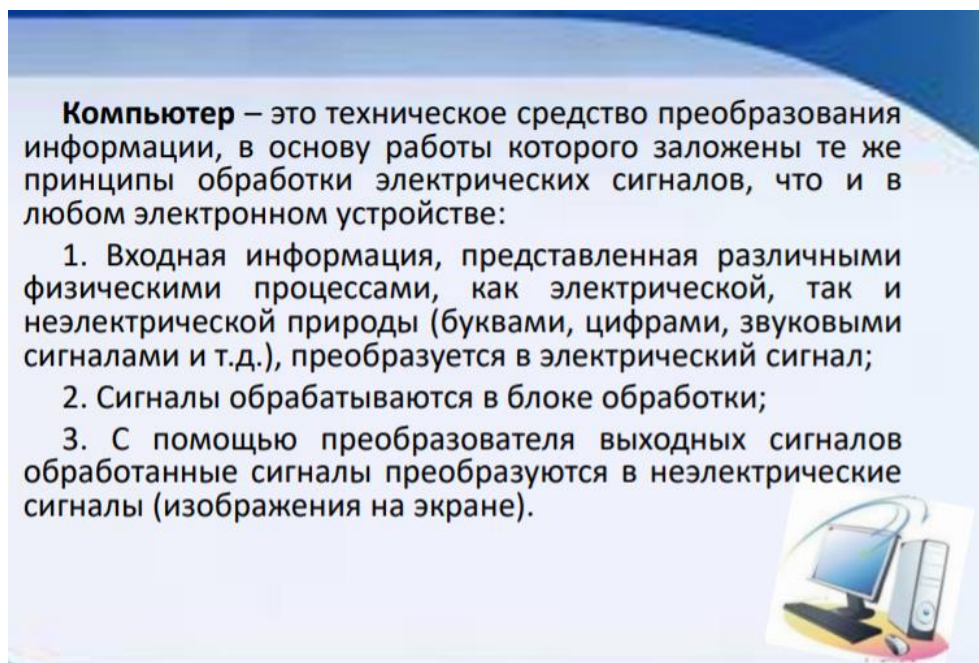 Компьютер – это техническое средство преобразования
информации, в основу работы которого заложены те же
принципы обработки электрических сигналов, что и в
любом электронном устройстве:
1. Входная информация, представленная различными
физическими процессами, как электрической, так и
неэлектрической природы (буквами, цифрами, звуковыми
сигналами и т.д.), преобразуется в электрический сигнал;
2. Сигналы обрабатываются в блоке обработки;
3. С помощью преобразователя выходных сигналов
обработанные сигналы преобразуются в неэлектрические
сигналы (изображения на экране).